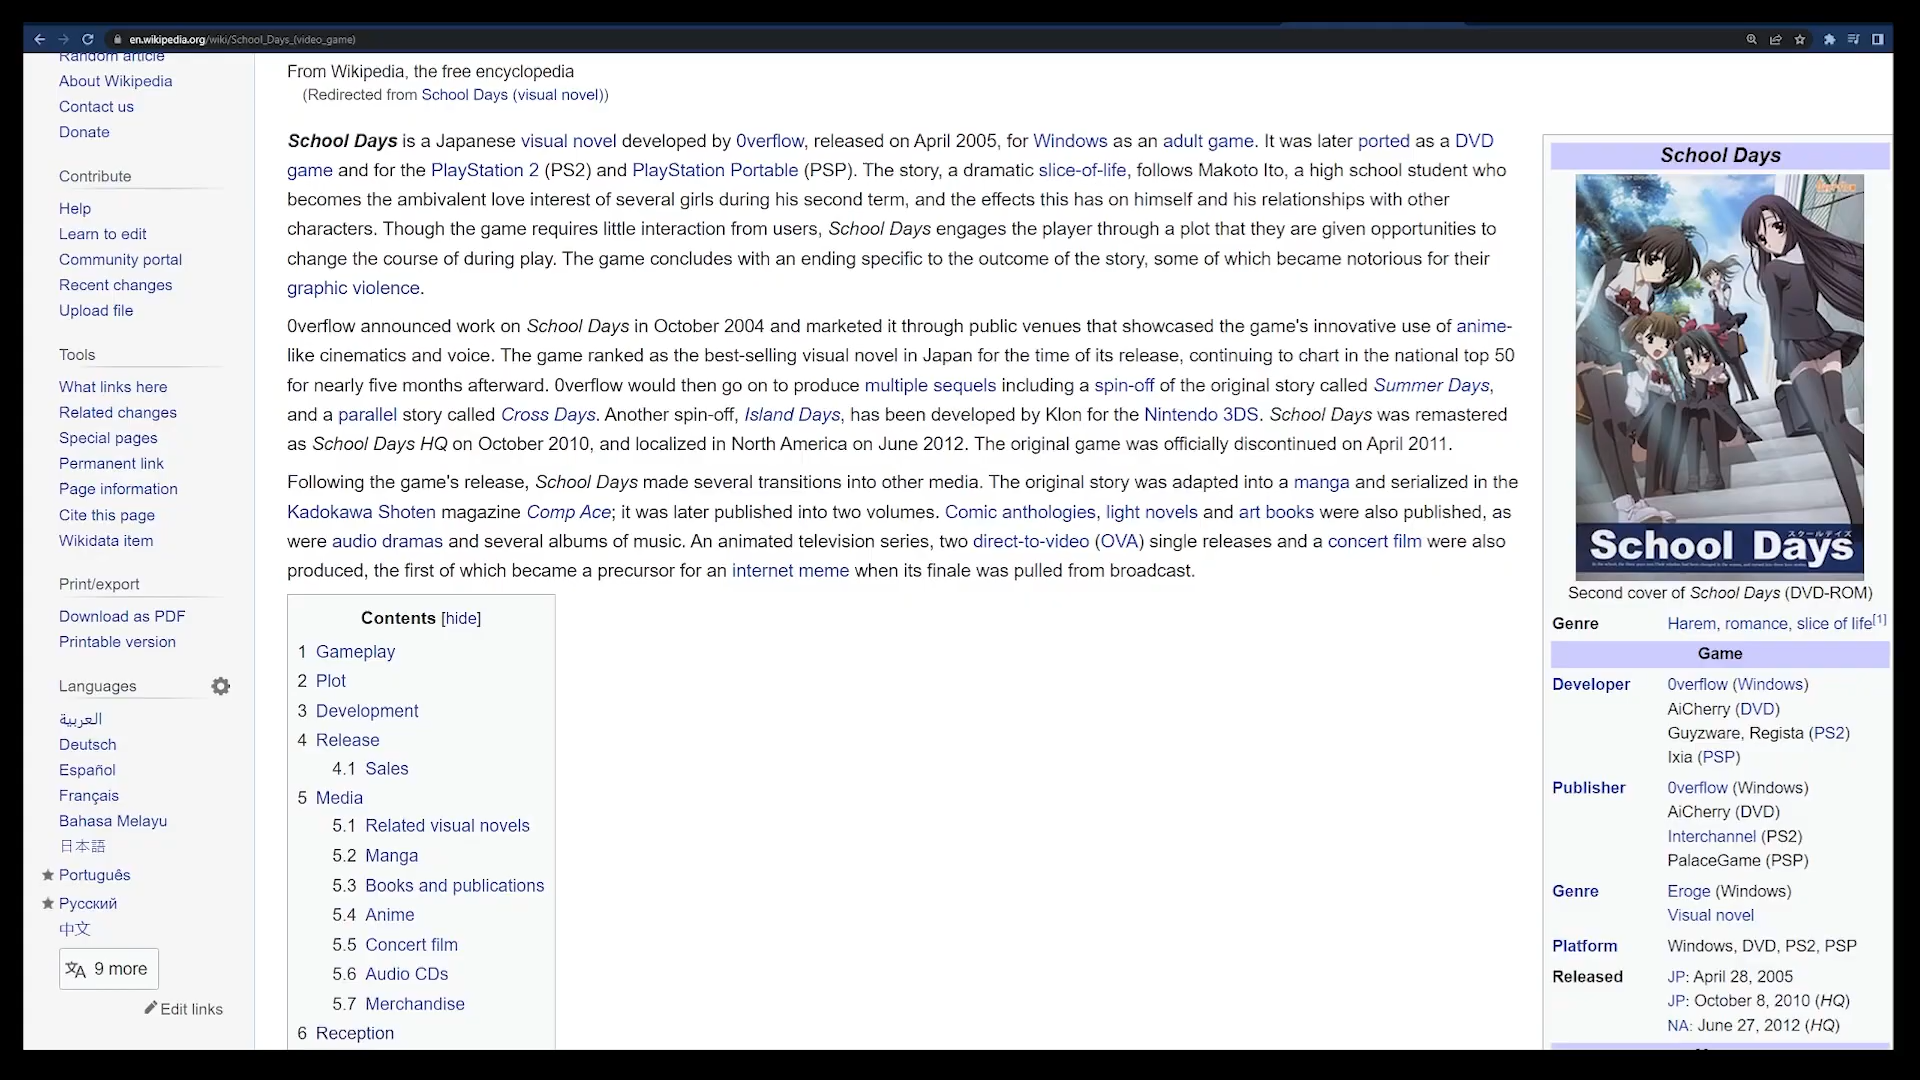 en.wikipedia.org/wiki/School_Days_(video_game)
Random article
About Wikipedia
Contact us
Donate
Contribute
Help
Learn to edit
Community portal
Recent changes
Upload file
Tools
What links here
Related changes
Special pages
Permanent link
Page information
Cite this page
Wikidata item
Print/export
Download as PDF
Printable version
Languages
العربية
Deutsch
Español
Français
Bahasa Melayu
日本語
Português
Русский
中文
9 more
Edit links
From Wikipedia, the free encyclopedia
(Redirected from School Days (visual novel))
School Days is a Japanese visual novel developed by 0verflow, released on April 2005, for Windows as an adult game. It was later ported as a DVD
game and for the PlayStation 2 (PS2) and PlayStation Portable (PSP). The story, a dramatic slice-of-life, follows Makoto Ito, a high school student who
becomes the ambivalent love interest of several girls during his second term, and the effects this has on himself and his relationships with other
characters. Though the game requires little interaction from users, School Days engages the player through a plot that they are given opportunities to
change the course of during play. The game concludes with an ending specific to the outcome of the story, some of which became notorious for their
graphic violence.
0verflow announced work on School Days in October 2004 and marketed it through public venues that showcased the game's innovative use of anime-
like cinematics and voice. The game ranked as the best-selling visual novel in Japan for the time of its release, continuing to chart in the national top 50
for nearly five months afterward. 0verflow would then go on to produce multiple sequels including a spin-off of the original story called Summer Days,
and a parallel story called Cross Days. Another spin-off, Island Days, has been developed by Klon for the Nintendo 3DS. School Days was remastered
as School Days HQ on October 2010, and localized in North America on June 2012. The original game was officially discontinued on April 2011.
Following the game's release, School Days made several transitions into other media. The original story was adapted into a manga and serialized in the
Kadokawa Shoten magazine Comp Ace; it was later published into two volumes. Comic anthologies, light novels and art books were also published, as
were audio dramas and several albums of music. An animated television series, two direct-to-video (OVA) single releases and a concert film were also
produced, the first of which became a precursor for an internet meme when its finale was pulled from broadcast.
Contents [hide]
1 Gameplay
2 Plot
3 Development
4 Release
4.1 Sales
5 Media
5.1 Related visual novels
5.2 Manga
5.3 Books and publications
5.4 Anime
5.5 Concert film
5.6 Audio CDs
5.7 Merchandise
6 Reception
School Days
スクールデイズ
School Days
Second cover of School Days (DVD-ROM)
Genre Harem, romance, slice of life[1]
Game
Developer 0verflow (Windows)
AiCherry (DVD)
Guyzware, Regista (PS2)
Ixia (PSP)
Publisher 0verflow (Windows)
AiCherry (DVD)
Interchannel (PS2)
PalaceGame (PSP)
Genre Eroge (Windows)
Visual novel
Platform Windows, DVD, PS2, PSP
Released JP: April 28, 2005
JP: October 8, 2010 (HQ)
NA: June 27, 2012 (HQ)